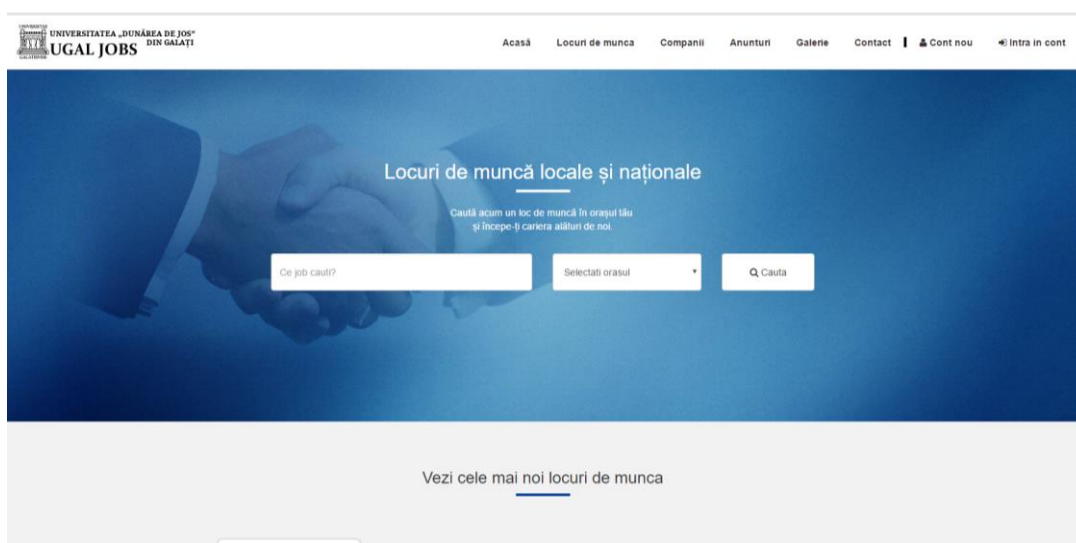 UNIVERSITATEA „DUNĂREA DE JOS"
DIN GALAȚI
UGAL JOBS
Acasă Locuri de munca Companii Anunturi Galerie Contact Cont nou Intra in cont
Locuri de muncă locale și naționale
Caută acum un loc de muncă în orașul tău
și începe-ți cariera alături de noi.
Ce job cauti? Selectati orasul Cauta
Vezi cele mai noi locuri de munca